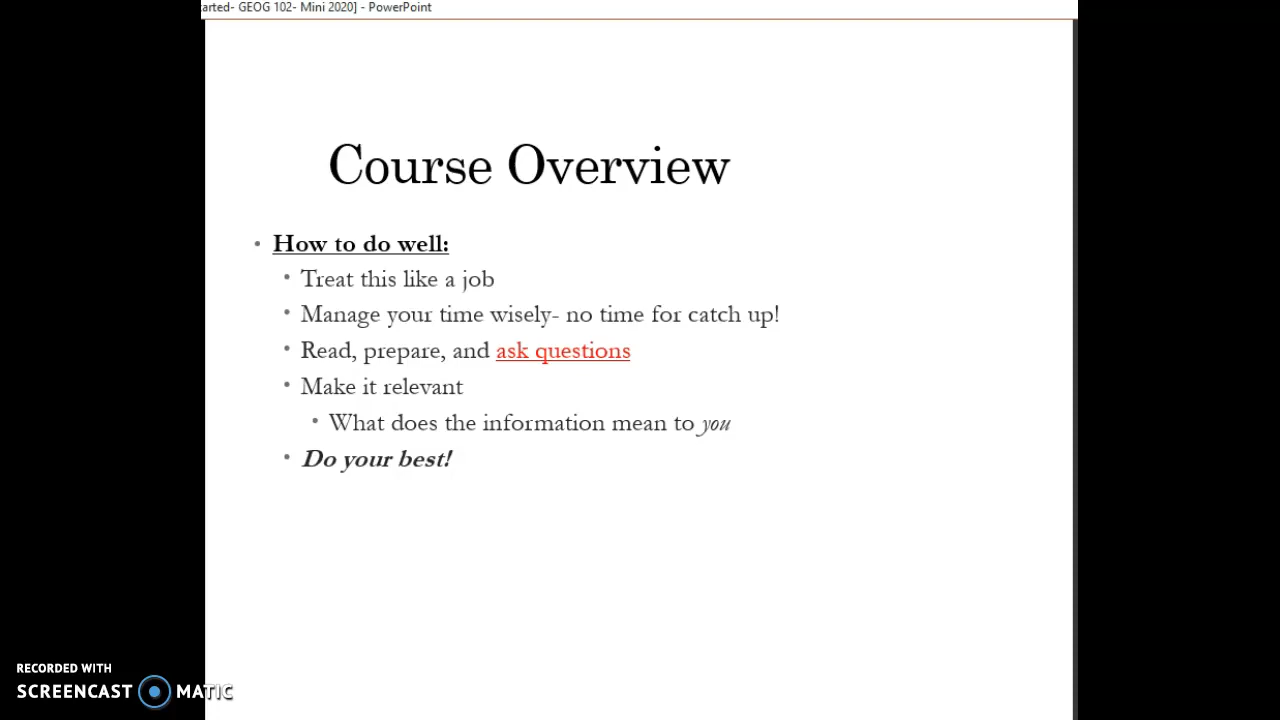 arted- GEOG 102- Mini 2020] - PowerPoint
Course Overview
• How to do well:
• Treat this like a job
• Manage your time wisely- no time for catch up!
• Read, prepare, and ask questions
• Make it relevant
• What does the information mean to you
• Do your best!
RECORDED WITH
SCREENCAST MATIC